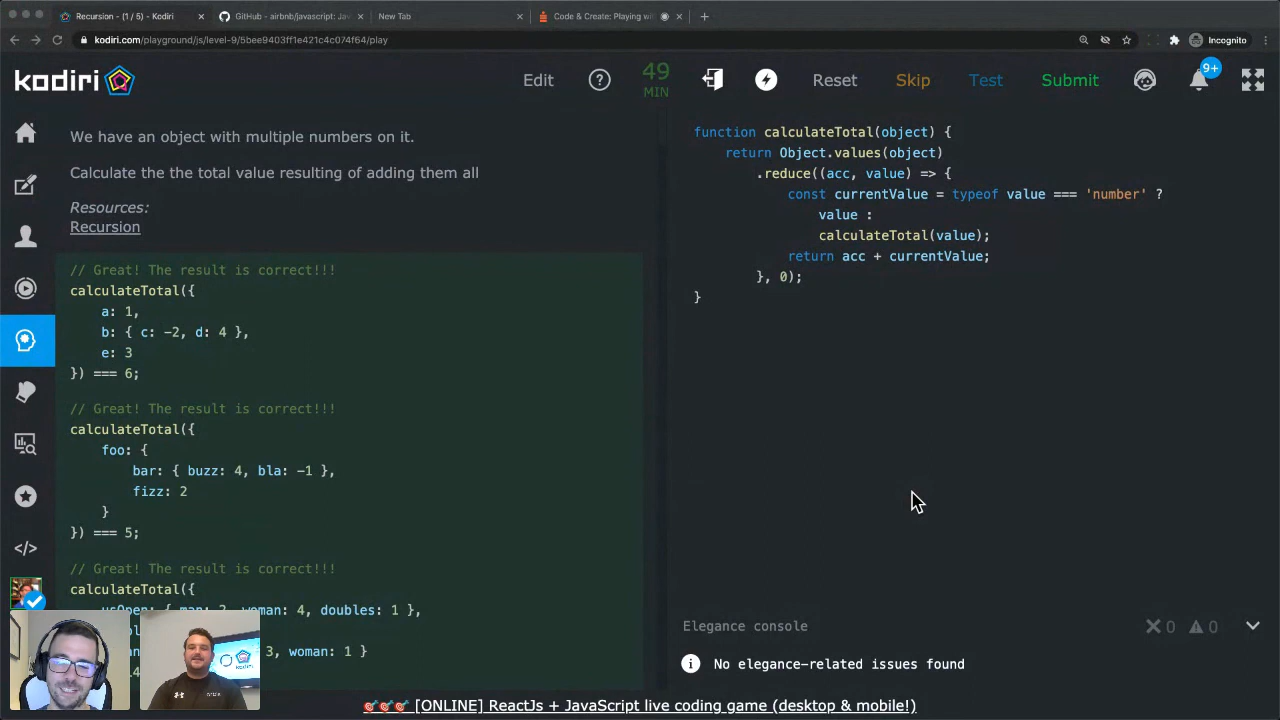 Recursion - (1 / 5) - Kodiri
GitHub - airbnb/javascript: Jav
New Tab
Code & Create: Playing wi
kodiri.com/playground/js/level-9/5bee9403ff1e421c4c074f64/play
Incognito
kodiri
Edit
49
MIN
Reset
Skip
Test
Submit
9+
We have an object with multiple numbers on it.
Calculate the the total value resulting of adding them all
Resources:
Recursion
// Great! The result is correct!!!
calculateTotal({
a: 1,
b: { c: -2, d: 4 },
e: 3
}) === 6;
// Great! The result is correct!!!
calculateTotal({
foo: {
bar: { buzz: 4, bla: -1 },
fizz: 2
}
}) === 5;
// Great! The result is correct!!!
calculateTotal({
usOpen: { man: 2, woman: 4, doubles: 1 },
3, woman: 1 }
function calculateTotal(object) {
return Object.values(object)
.reduce((acc, value) => {
const currentValue = typeof value === 'number' ?
value :
calculateTotal(value);
return acc + currentValue;
}, 0);
}
Elegance console
0
0
No elegance-related issues found
[ONLINE] ReactJs + JavaScript live coding game (desktop & mobile!)